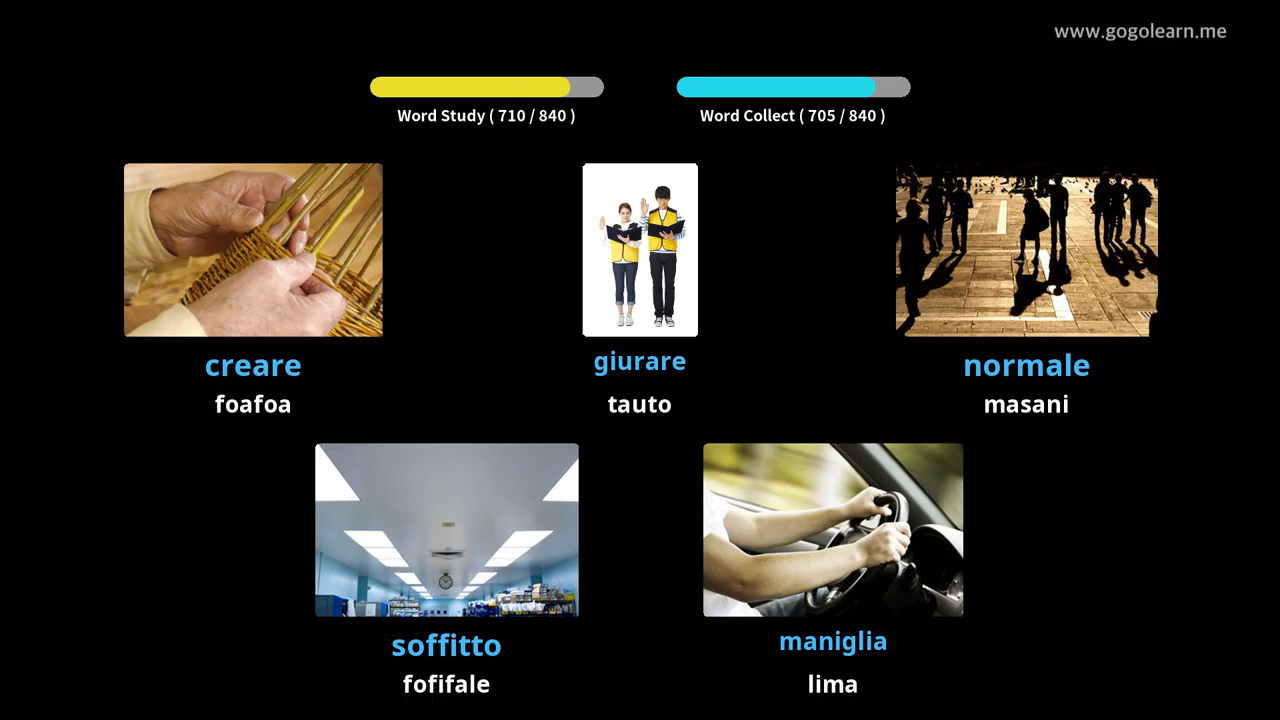 www.gogolearn.me
Word Study ( 710 / 840 )
Word Collect ( 705 / 840 )
creare
foafoa
giurare
tauto
normale
masani
soffitto
fofifale
maniglia
lima